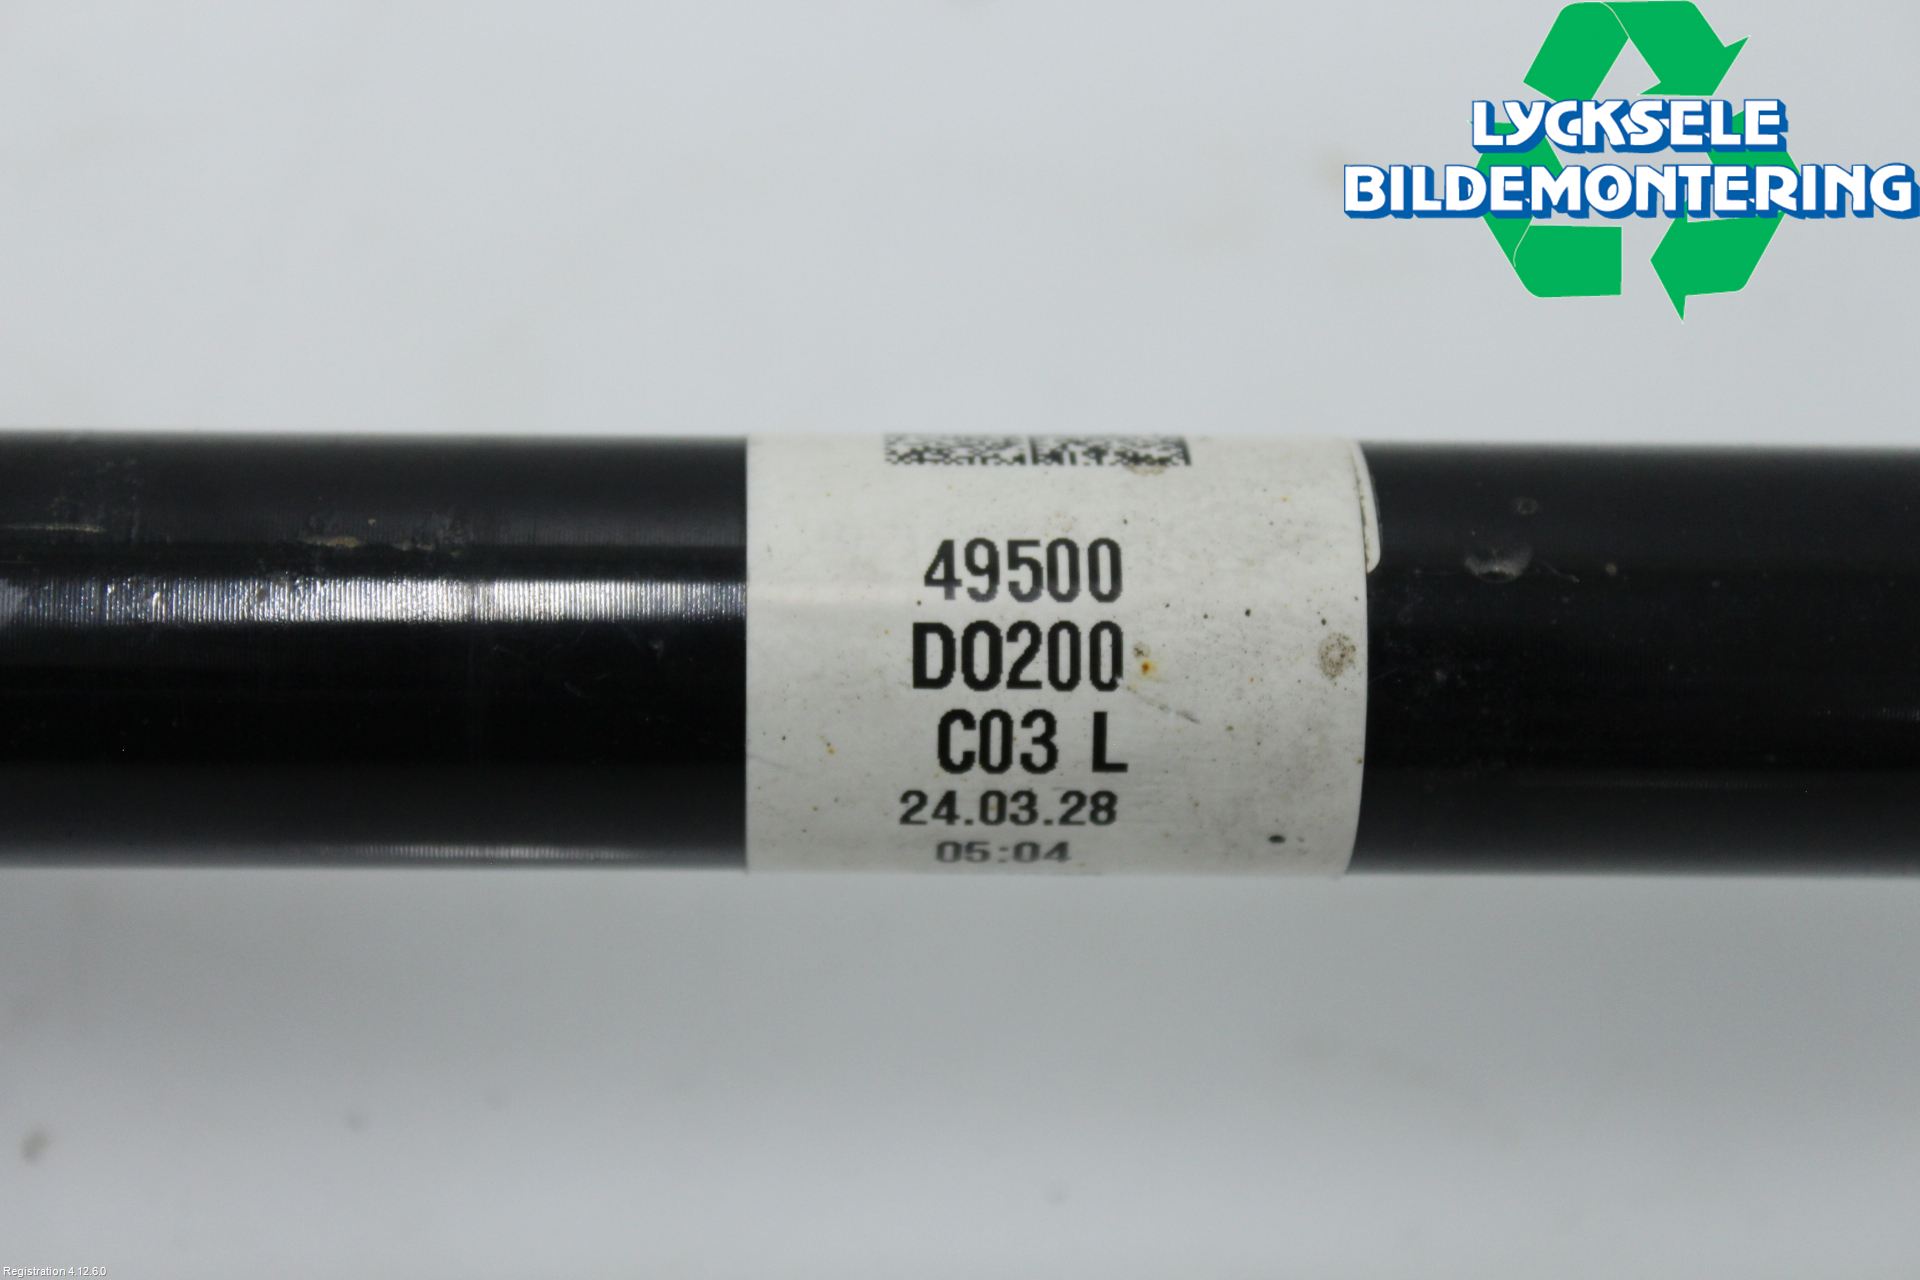 LYCKSELE
BILDEMONTERING
49500
D0200
C03 L
24.03.28
05:04
Registration 4.12.6.0